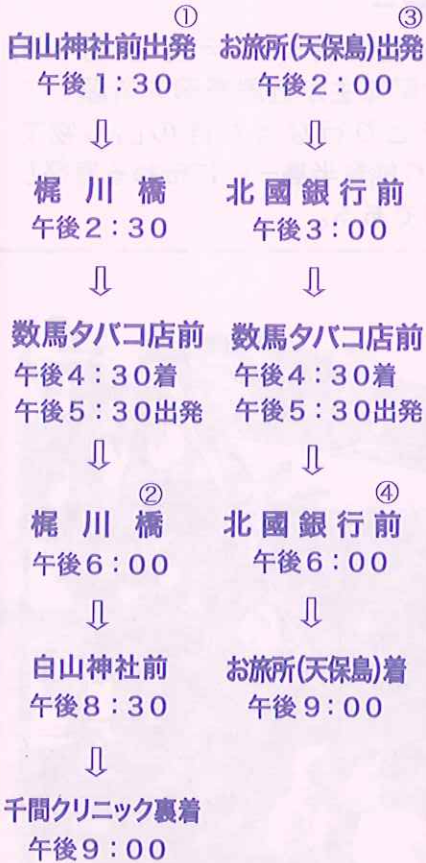 ①
白山神社前出発
午後1:30
⇩
梶川橋
午後2:30
⇩
数馬タバコ店前
午後4:30着
午後5:30出発
⇩
②
梶川橋
午後6:00
⇩
白山神社前
午後8:30
⇩
千間クリニック裏着
午後9:00
③
お旅所(天保島)出発
午後2:00
⇩
北國銀行前
午後3:00
⇩
数馬タバコ店前
午後4:30着
午後5:30出発
⇩
④
北國銀行前
午後6:00
⇩
お旅所(天保島)着
午後9:00